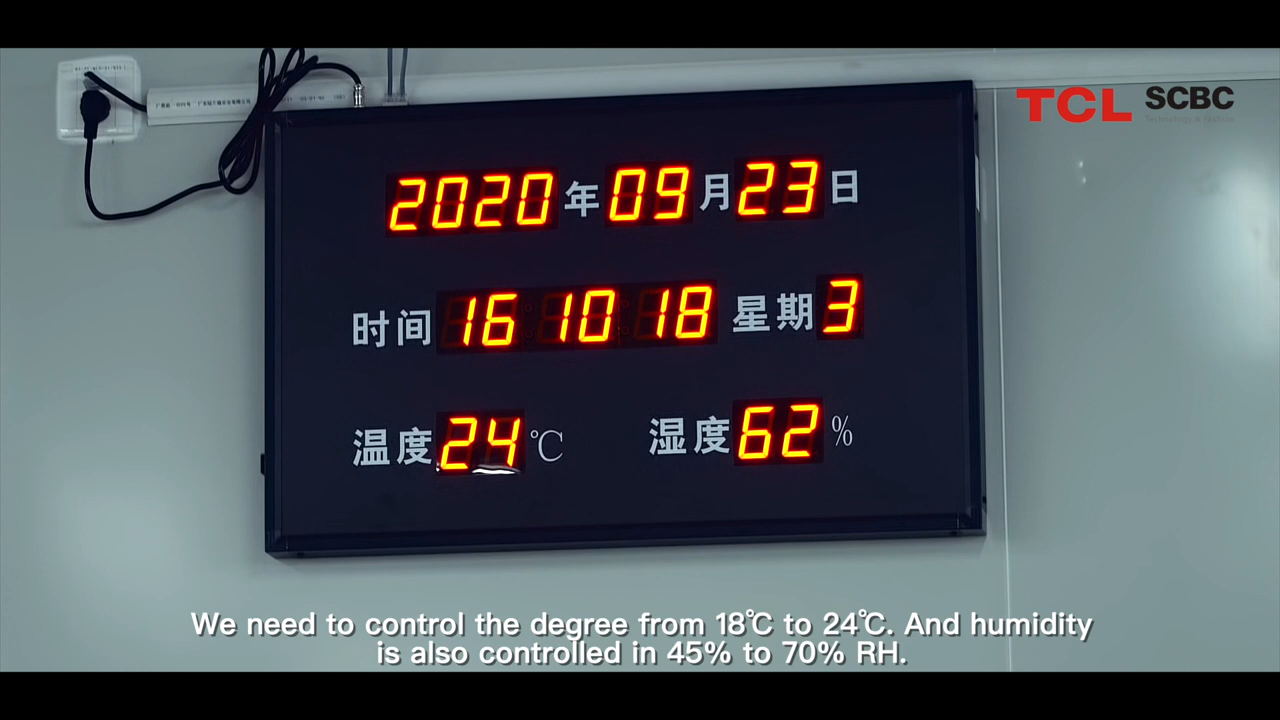 TCL SCBC
Technology & Fashion
2020年09月23日
时间 16 10 18 星期 3
温度 24 ℃ 湿度 62 %
We need to control the degree from 18℃ to 24℃. And humidity
is also controlled in 45% to 70% RH.